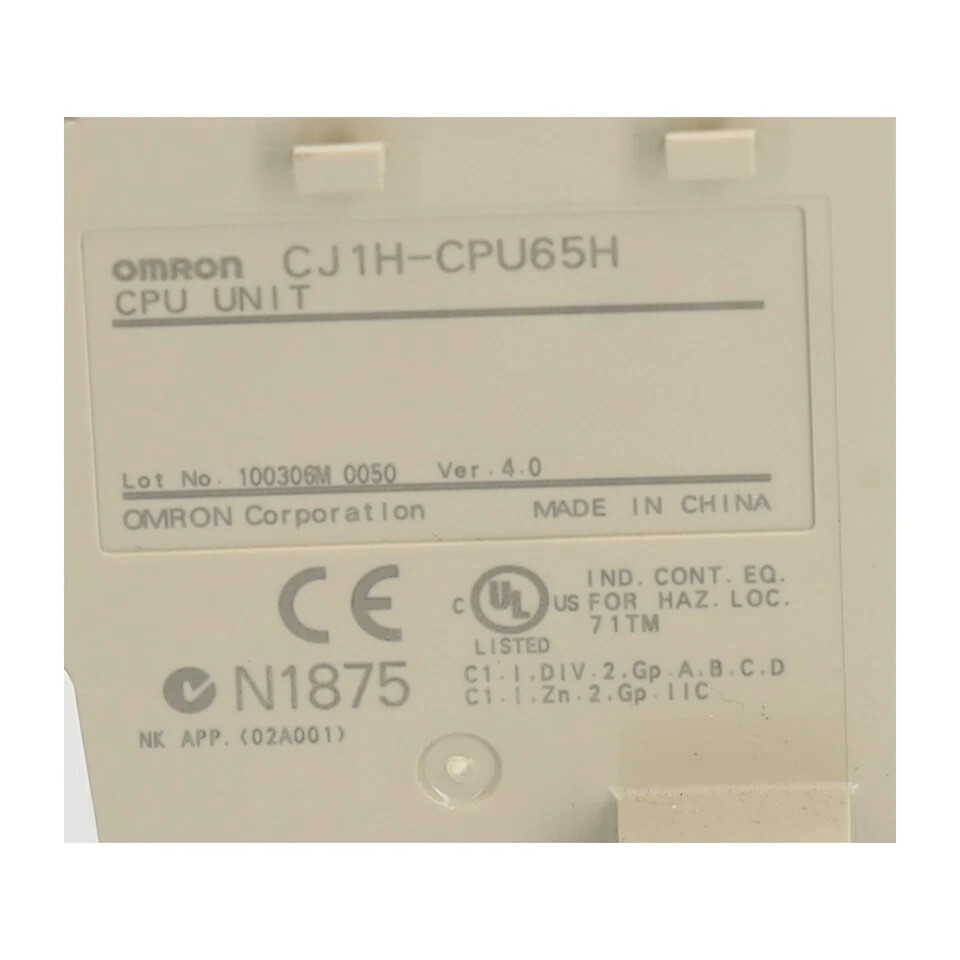 OMRON CJ1H-CPU65H
CPU UNIT
Lot No. 100306M 0050 Ver.4.0
OMRON Corporation MADE IN CHINA
CE
C UL US
LISTED
IND. CONT. EQ.
FOR HAZ. LOC.
71TM
N1875
C1.I.DIV.2.Gp.A.B.C.D
C1.I.Zn.2.Gp.IIC
NK APP.(02A001)